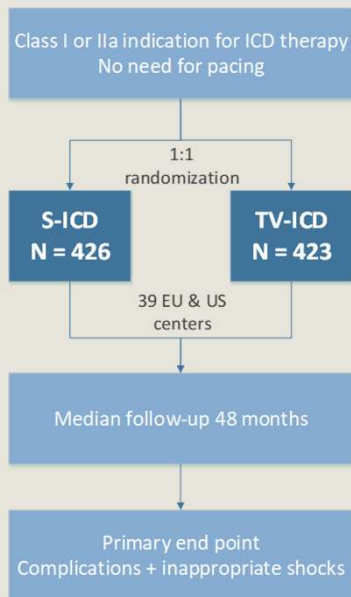 Class I or IIa indication for ICD therapy
No need for pacing
1:1
randomization
S-ICD
N = 426
TV-ICD
N = 423
39 EU & US
centers
Median follow-up 48 months
Primary end point
Complications + inappropriate shocks